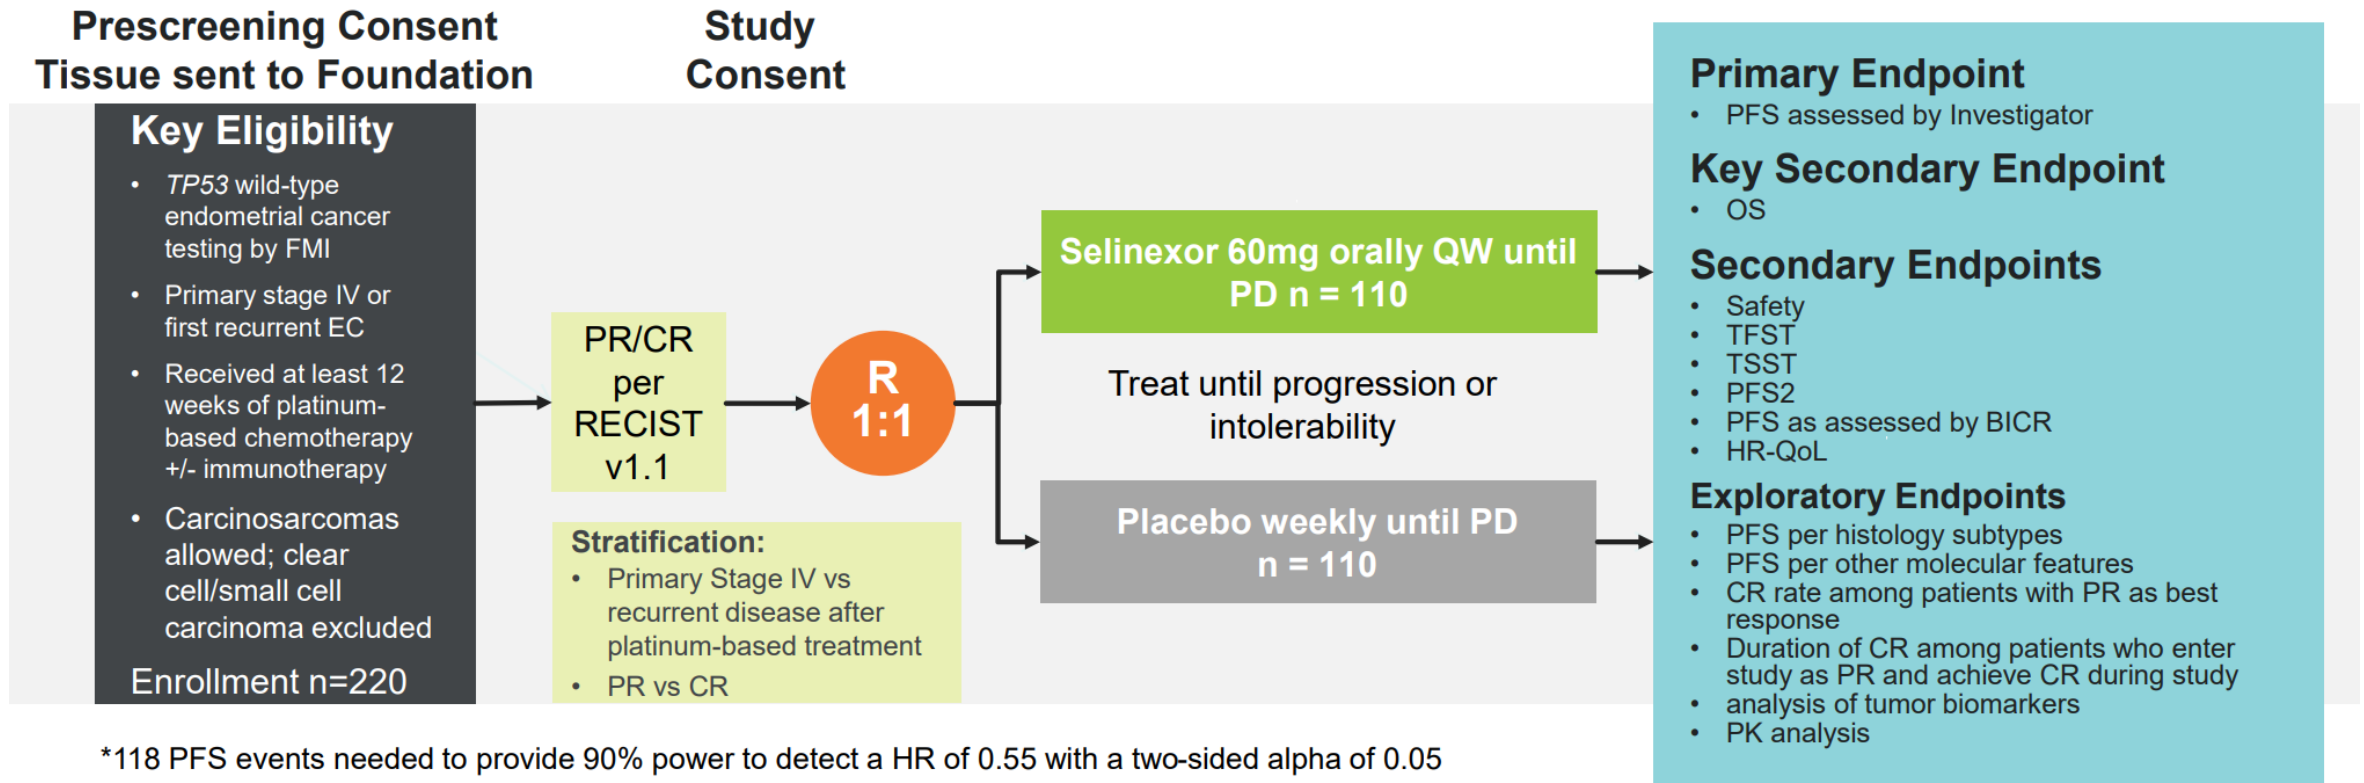 Prescreening Consent
Tissue sent to Foundation
Study
Consent
Key Eligibility
• TP53 wild-type
endometrial cancer
testing by FMI
• Primary stage IV or
first recurrent EC
• Received at least 12
weeks of platinum-
based chemotherapy
+/- immunotherapy
• Carcinosarcomas
allowed; clear
cell/small cell
carcinoma excluded
Enrollment n=220
PR/CR
per
RECIST
v1.1
Stratification:
• Primary Stage IV vs
recurrent disease after
platinum-based treatment
• PR vs CR
R
1:1
Selinexor 60mg orally QW until
PD n = 110
Treat until progression or
intolerability
Placebo weekly until PD
n = 110
Primary Endpoint
• PFS assessed by Investigator
Key Secondary Endpoint
• OS
Secondary Endpoints
• Safety
• TFST
• TSST
• PFS2
• PFS as assessed by BICR
• HR-QoL
Exploratory Endpoints
• PFS per histology subtypes
• PFS per other molecular features
• CR rate among patients with PR as best
response
• Duration of CR among patients who enter
study as PR and achieve CR during study
• analysis of tumor biomarkers
• PK analysis
*118 PFS events needed to provide 90% power to detect a HR of 0.55 with a two-sided alpha of 0.05